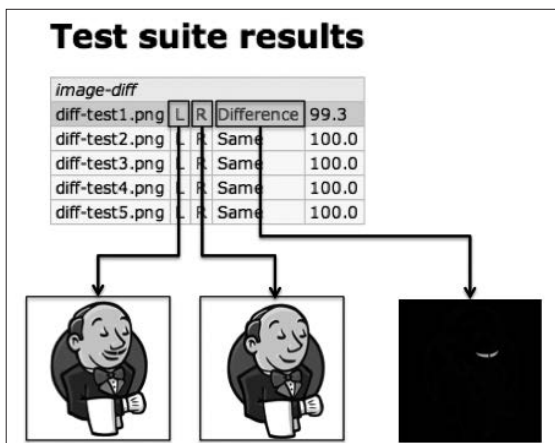 Test suite results
image-diff
diff-test1.png L R Difference 99.3
diff-test2.png L R Same 100.0
diff-test3.png L R Same 100.0
diff-test4.png L R Same 100.0
diff-test5.png L R Same 100.0